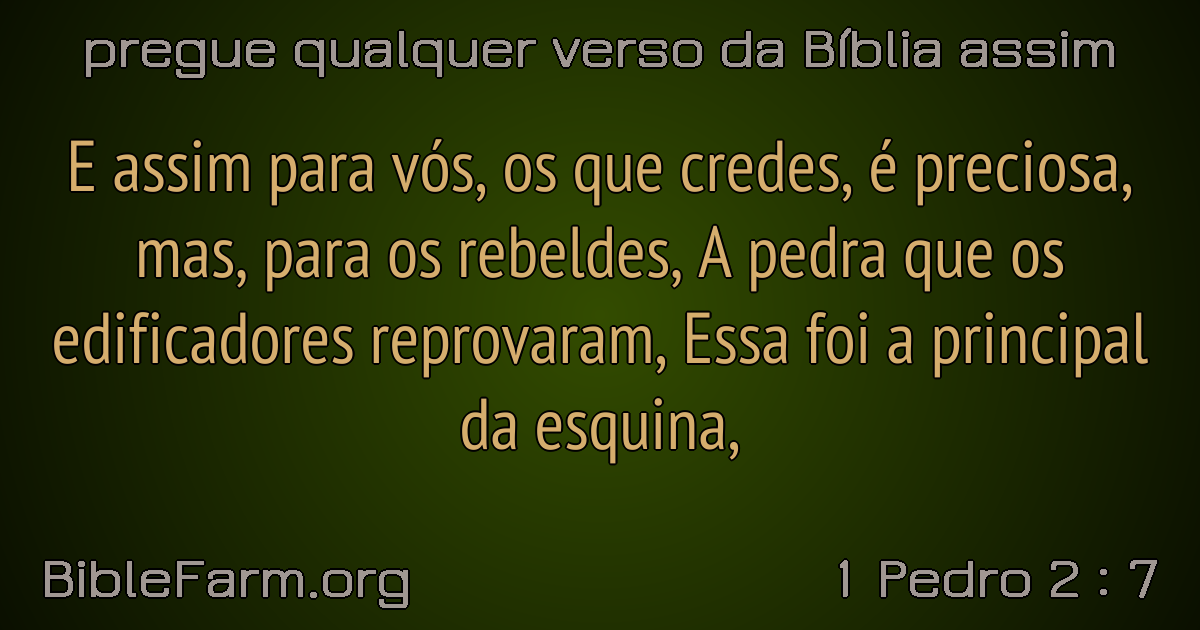 pregue qualquer verso da Bíblia assim
E assim para vós, os que credes, é preciosa,
mas, para os rebeldes, A pedra que os
edificadores reprovaram, Essa foi a principal
da esquina,
BibleFarm.org
1 Pedro 2 : 7